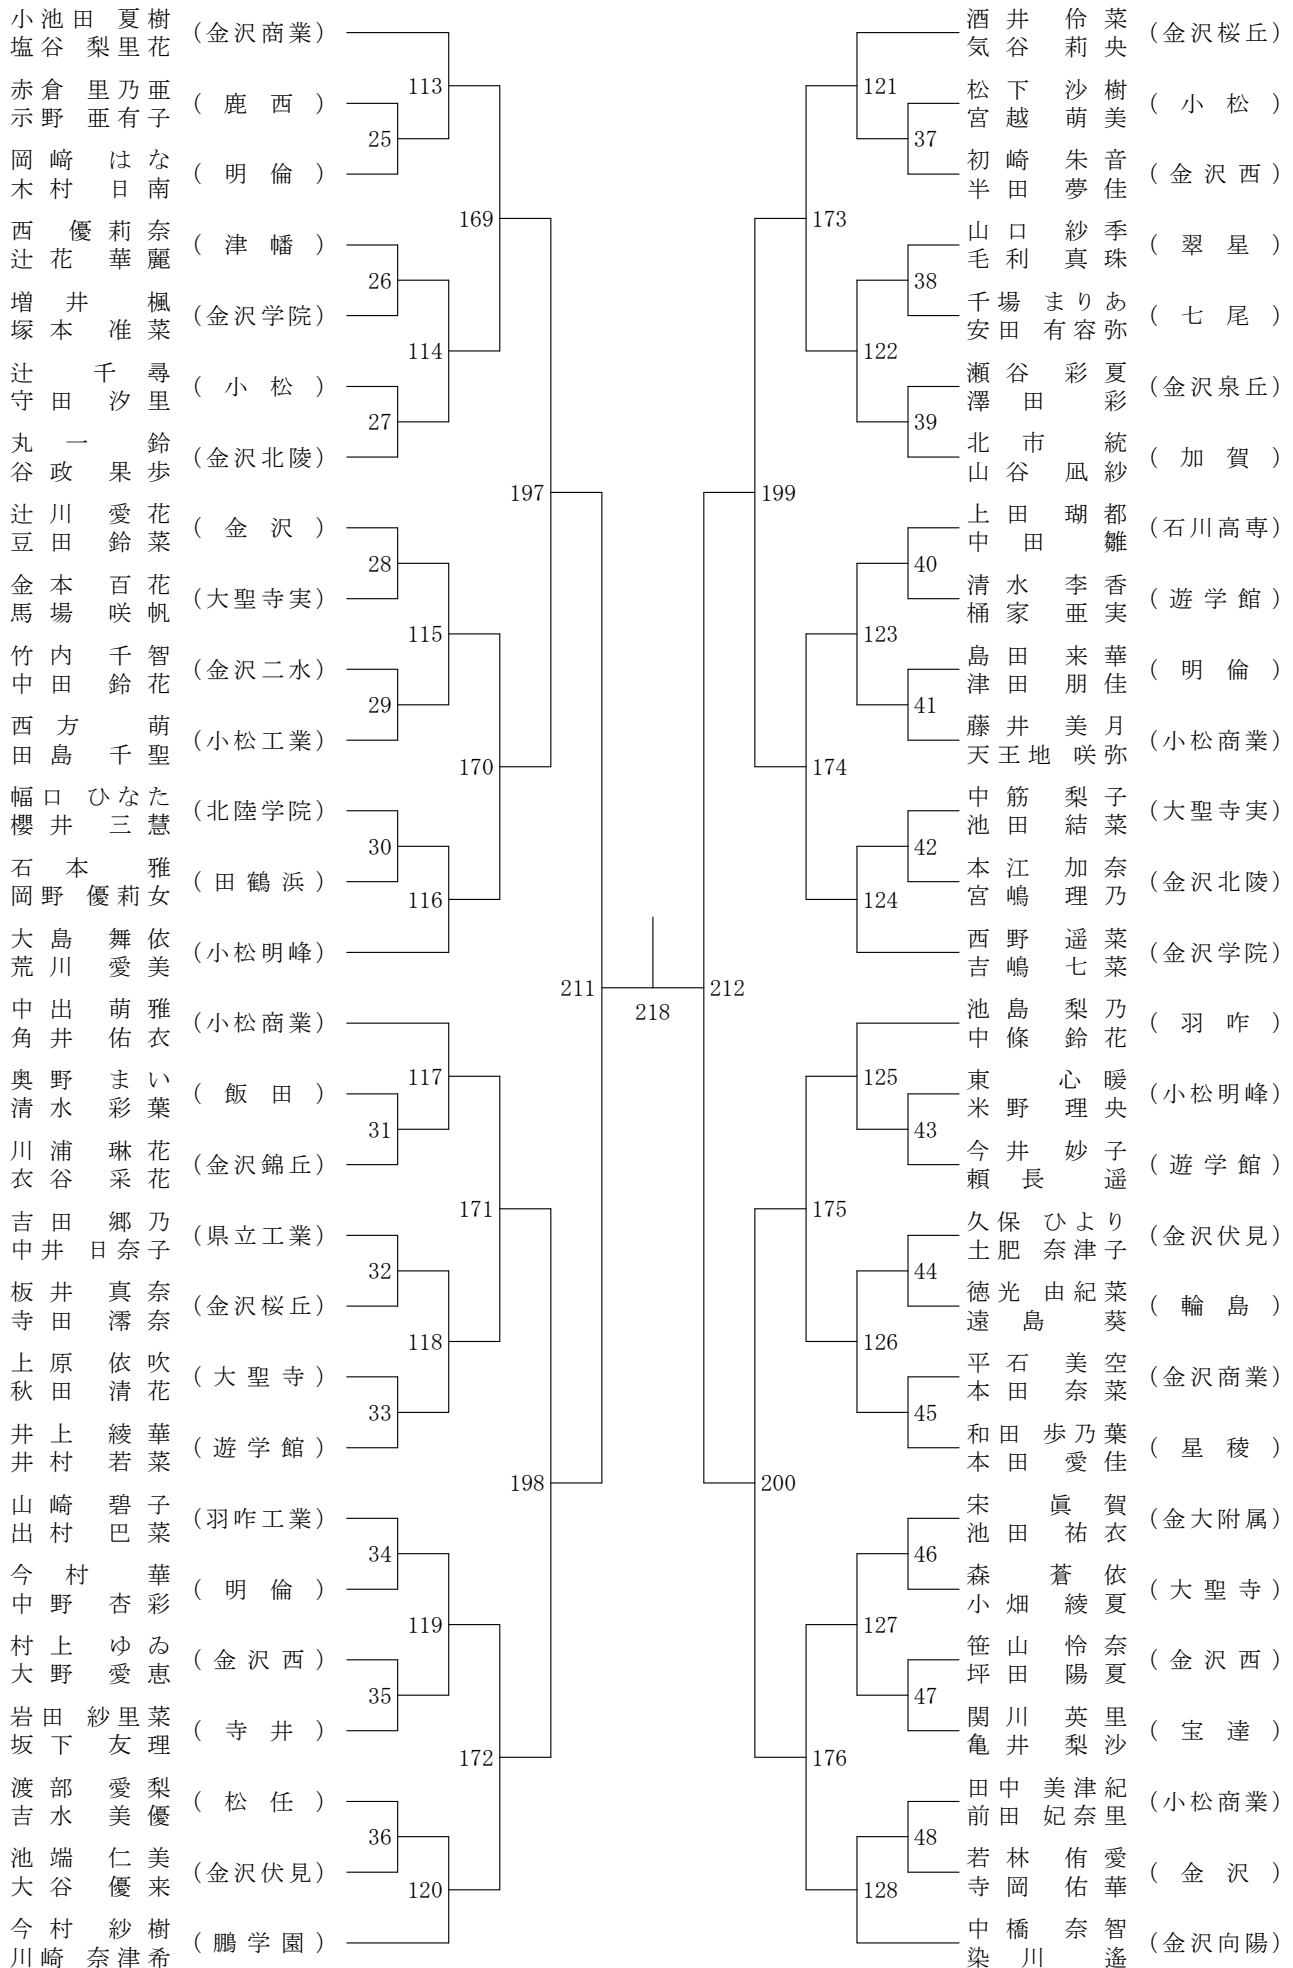 小池田 夏樹
塩谷 梨里花
(金沢商業)
赤倉 里乃亜
示野 亜有子
(鹿西)
岡﨑 はな
木村 日南
(明倫)
西 優莉奈
辻花 華麗
(津幡)
増井 楓
塚本 准菜
(金沢学院)
辻 千尋
守田 汐里
(小松)
丸一 鈴
谷政 果歩
(金沢北陵)
辻川 愛花
豆田 鈴菜
(金沢)
金本 百花
馬場 咲帆
(大聖寺実)
竹内 千智
中田 鈴花
(金沢二水)
西方 萌
田島 千聖
(小松工業)
幅口 ひなた
櫻井 三慧
(北陸学院)
石本 雅
岡野 優莉女
(田鶴浜)
大島 舞依
荒川 愛美
(小松明峰)
中出 萌雅
角井 佑衣
(小松商業)
奥野 まい
清水 彩葉
(飯田)
川浦 琳花
衣谷 采花
(金沢錦丘)
吉田 郷乃
中井 日奈子
(県立工業)
板井 真奈
寺田 澪奈
(金沢桜丘)
上原 依吹
秋田 清花
(大聖寺)
井上 綾華
井村 若菜
(遊学館)
山崎 碧子
出村 巴菜
(羽咋工業)
今村 華
中野 杏彩
(明倫)
村上 ゆゐ
大野 愛恵
(金沢西)
岩田 紗里菜
坂下 友理
(寺井)
渡部 愛梨
吉水 美優
(松任)
池端 仁美
大谷 優来
(金沢伏見)
今村 紗樹
川崎 奈津希
(鵬学園)
113
25
169
26
114
27
197
28
115
29
170
30
116
211
117
31
171
32
118
33
198
34
119
35
172
36
120
218
212
121
37
173
38
122
39
199
40
123
41
174
42
124
125
43
175
44
126
45
200
46
127
47
176
48
128
酒井 伶菜
気谷 莉央
(金沢桜丘)
松下 沙樹
宮越 萌美
(小松)
初崎 朱音
半田 夢佳
(金沢西)
山口 紗季
毛利 真珠
(翠星)
千場 まりあ
安田 有容弥
(七尾)
瀬谷 彩夏
澤田 彩
(金沢泉丘)
北市 統
山谷 凪紗
(加賀)
上田 瑚都
中田 雛
(石川高専)
清水 李香
桶家 亜実
(遊学館)
島田 来華
津田 朋佳
(明倫)
藤井 美月
天王地 咲弥
(小松商業)
中筋 梨子
池田 結菜
(大聖寺実)
本江 加奈
宮嶋 理乃
(金沢北陵)
西野 遥菜
吉嶋 七菜
(金沢学院)
池島 梨乃
中條 鈴花
(羽咋)
東 心暖
米野 理央
(小松明峰)
今井 妙子
頼長 遥
(遊学館)
久保 ひより
土肥 奈津子
(金沢伏見)
徳光 由紀菜
遠島 葵
(輪島)
平石 美空
本田 奈菜
(金沢商業)
和田 歩乃葉
本田 愛佳
(星稜)
宋 眞賀
池田 祐衣
(金大附属)
森 蒼依
小畑 綾夏
(大聖寺)
笹山 怜奈
坪田 陽夏
(金沢西)
関川 英里
亀井 梨沙
(宝達)
田中 美津紀
前田 妃奈里
(小松商業)
若林 侑愛
寺岡 佑華
(金沢)
中橋 奈智
染川 遙
(金沢向陽)